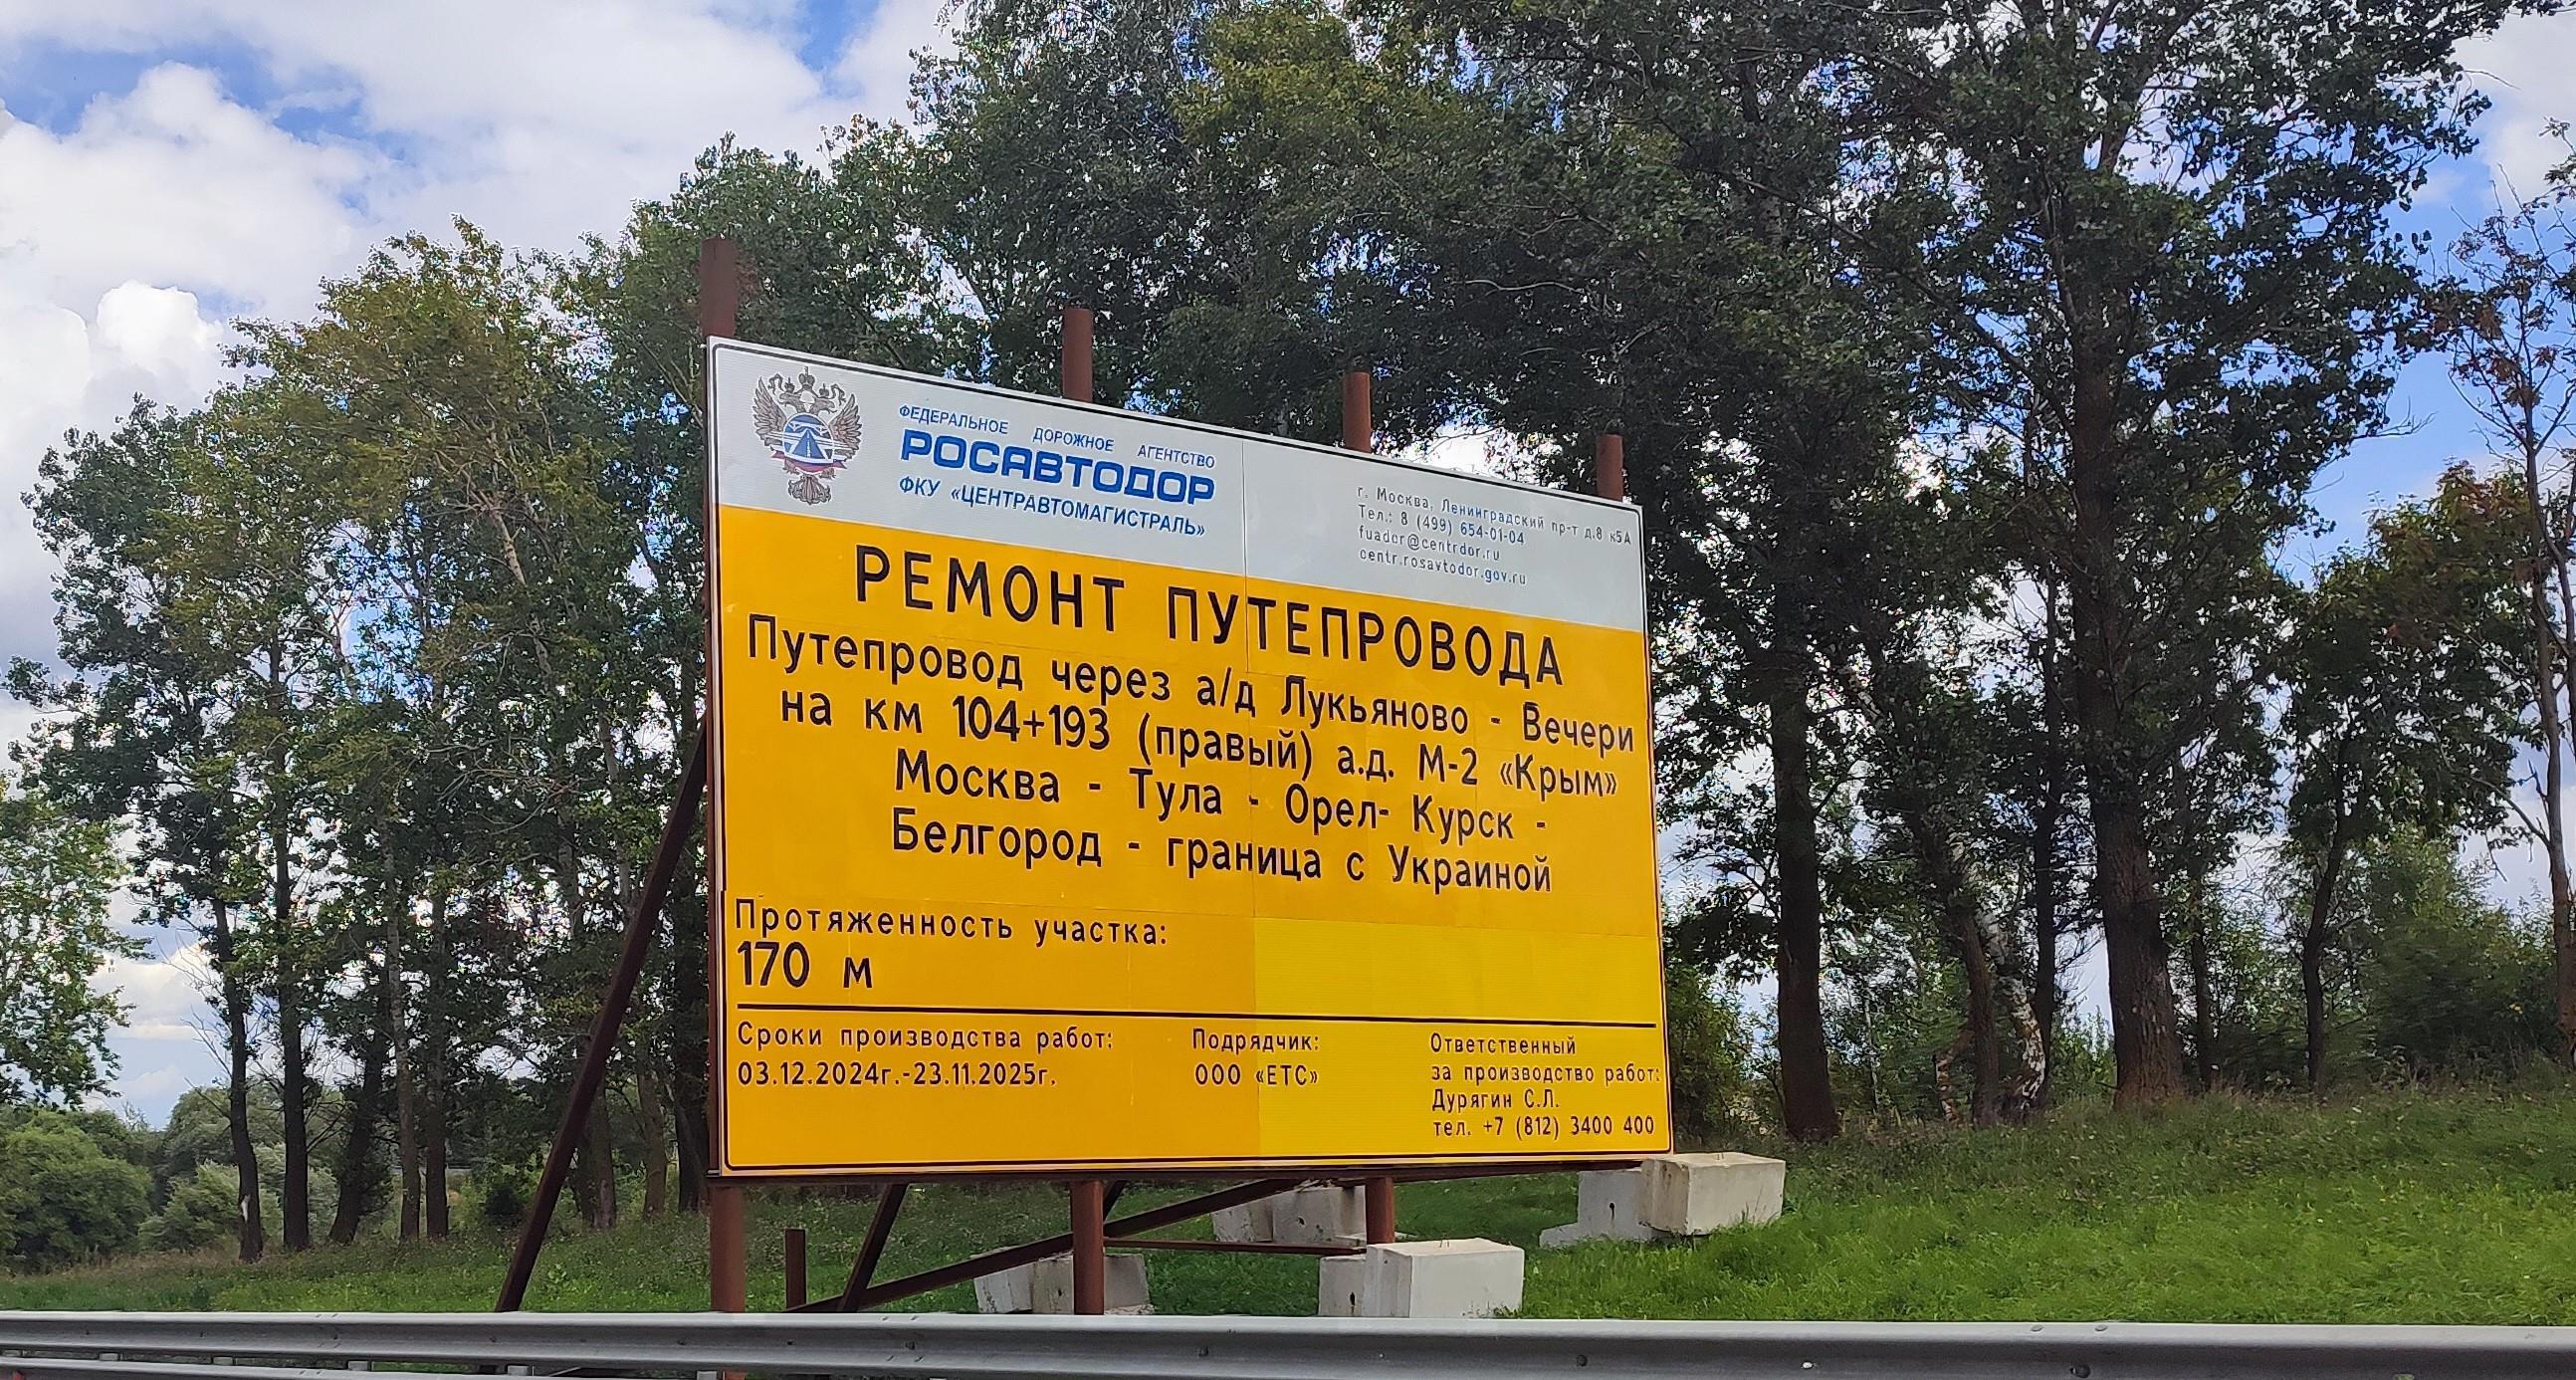 ФЕДЕРАЛЬНОЕ ДОРОЖНОЕ АГЕНТСТВО
РОСАВТОДОР
ФКУ «ЦЕНТРАВТОМАГИСТРАЛЬ»
г. Москва, Ленинградский пр-т д.8 к5А
Тел.: 8 (499) 654-01-04
fuador@centrdor.ru
centr.rosavtodor.gov.ru
РЕМОНТ ПУТЕПРОВОДА
Путепровод через а/д Лукьяново - Вечери
на км 104+193 (правый) а.д. М-2 «Крым»
Москва - Тула - Орел- Курск -
Белгород - граница с Украиной
Протяженность участка:
170 м
Сроки производства работ:
03.12.2024г.-23.11.2025г.
Подрядчик:
ООО «ЕТС»
Ответственный
за производство работ:
Дурягин С.Л.
тел. +7 (812) 3400 400